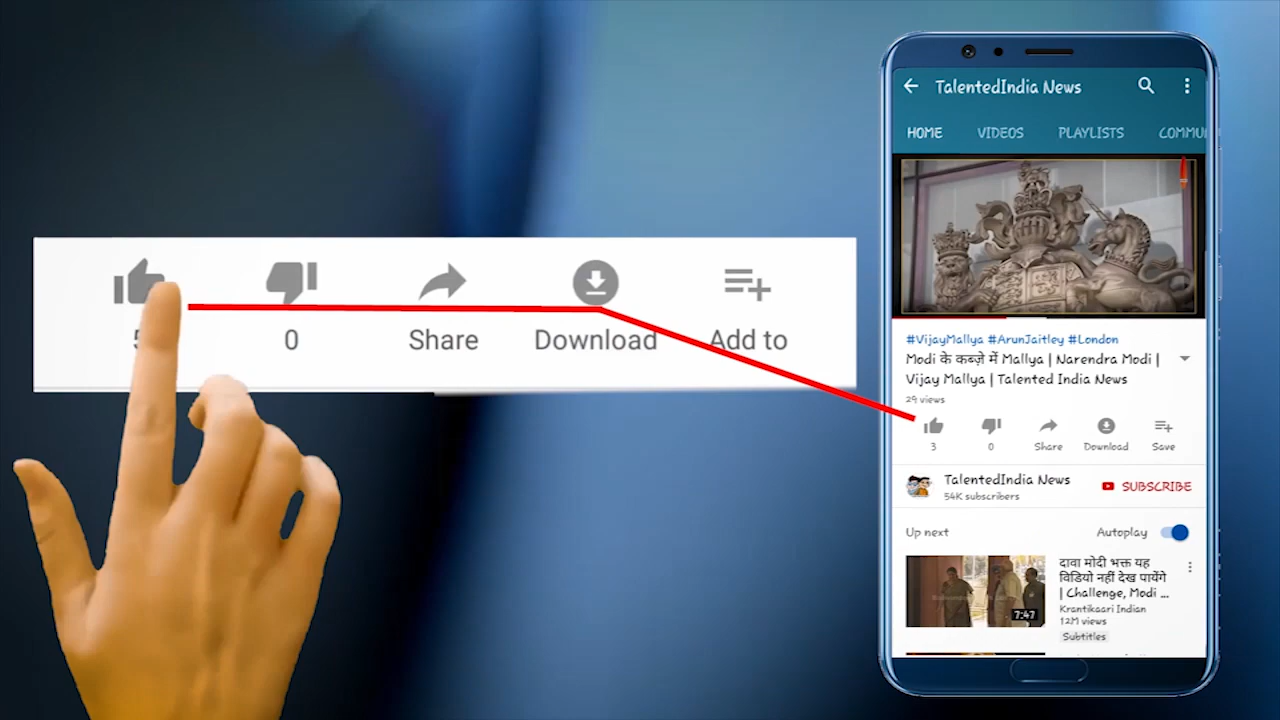 0
Share
Download
Add to
TalentedIndia News
HOME
VIDEOS
PLAYLISTS
#VijayMallya #ArunJaitley #London
Modi के कब्ज़े में Mallya | Narendra Modi |
Vijay Mallya | Talented India News
29 views
3
0
Share
Download
Save
TalentedIndia News
54K subscribers
SUBSCRIBE
Up next
Autoplay
7:47
दावा मोदी भक्त यह
विडियो नहीं देख पायेंगे
| Challenge, Modi ...
Krantikaari Indian
12M views
Subtitles